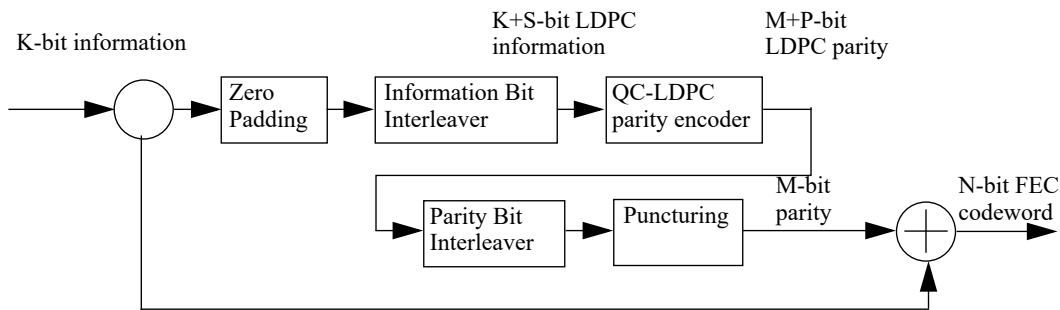 K-bit information
K+S-bit LDPC
information
M+P-bit
LDPC parity
Zero
Padding
Information Bit
Interleaver
QC-LDPC
parity encoder
Parity Bit
Interleaver
Puncturing
M-bit
parity
N-bit FEC
codeword